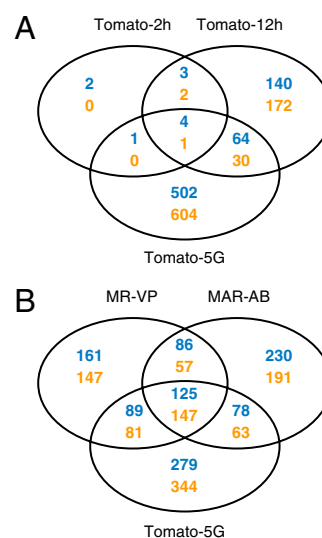 A
Tomato-2h Tomato-12h
2 3 140
0 2 172
1 4 64
0 1 30
502
604
Tomato-5G
B
MR-VP MAR-AB
161 86 230
147 57 191
89 125 78
81 147 63
279
344
Tomato-5G